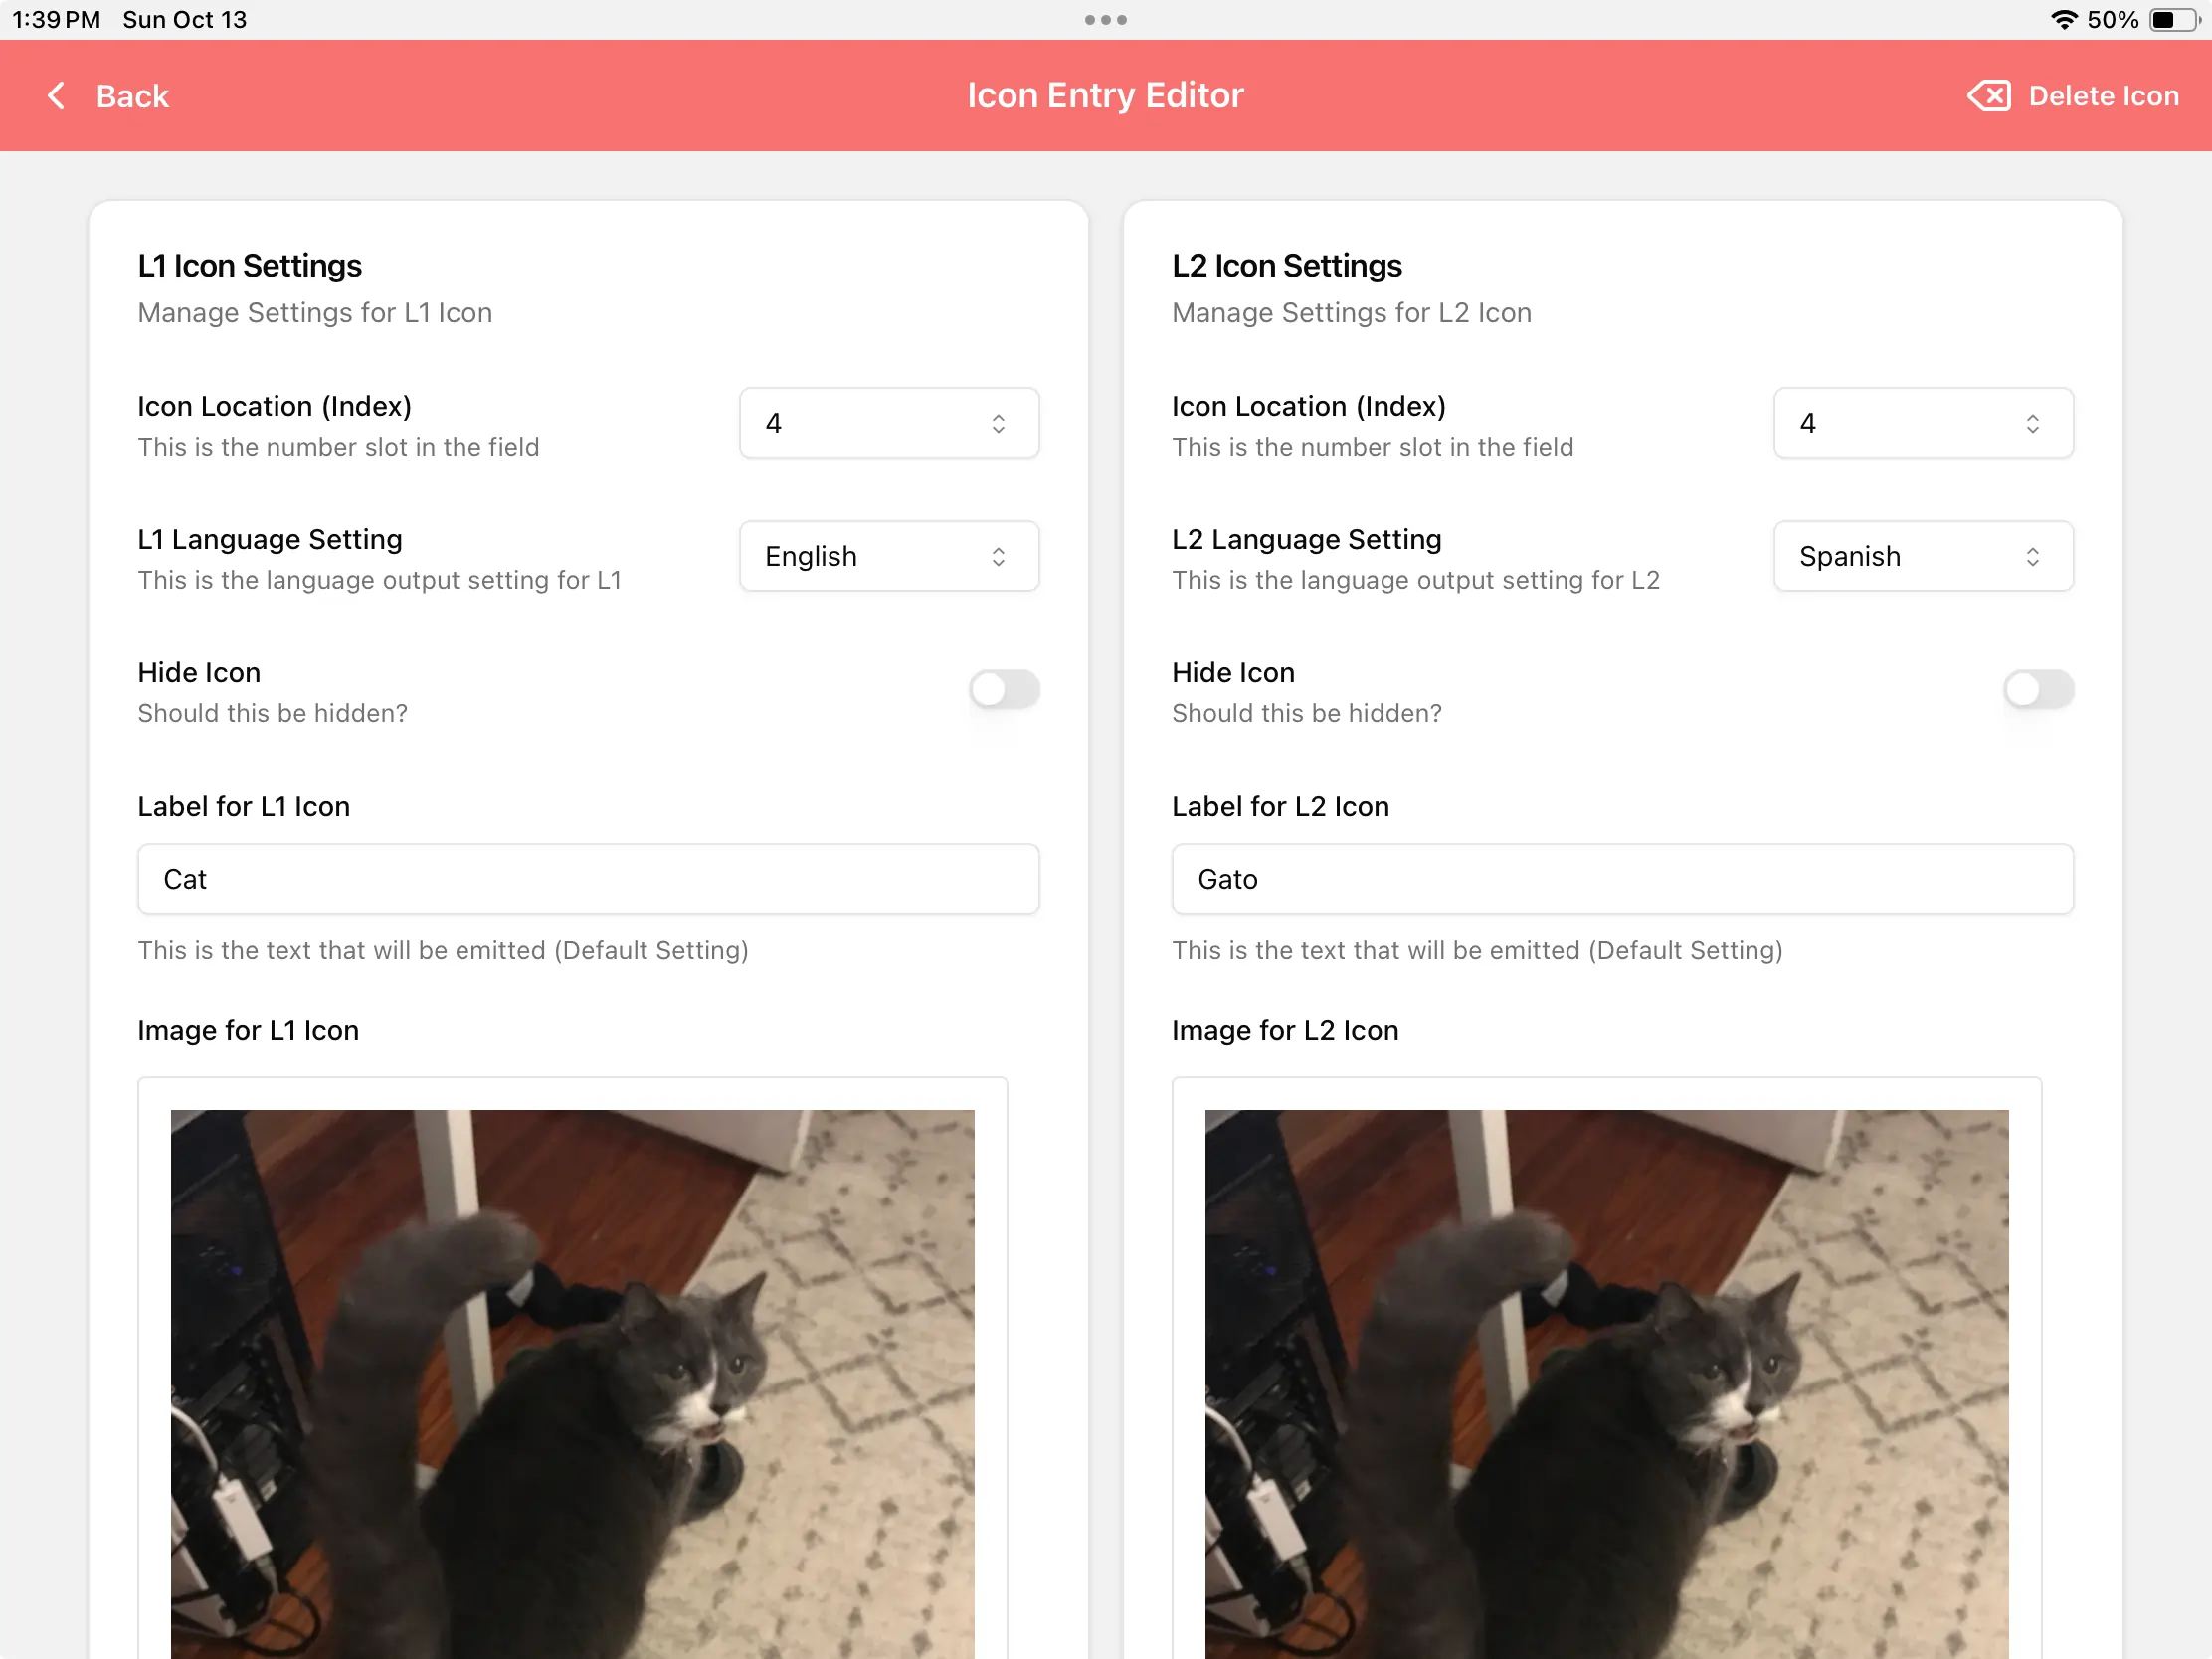 1:39 PM Sun Oct 13
50%
Back
Icon Entry Editor
Delete Icon
L1 Icon Settings
Manage Settings for L1 Icon
Icon Location (Index)
This is the number slot in the field
4
L1 Language Setting
This is the language output setting for L1
English
Hide Icon
Should this be hidden?
Label for L1 Icon
Cat
This is the text that will be emitted (Default Setting)
Image for L1 Icon
L2 Icon Settings
Manage Settings for L2 Icon
Icon Location (Index)
This is the number slot in the field
4
L2 Language Setting
This is the language output setting for L2
Spanish
Hide Icon
Should this be hidden?
Label for L2 Icon
Gato
This is the text that will be emitted (Default Setting)
Image for L2 Icon